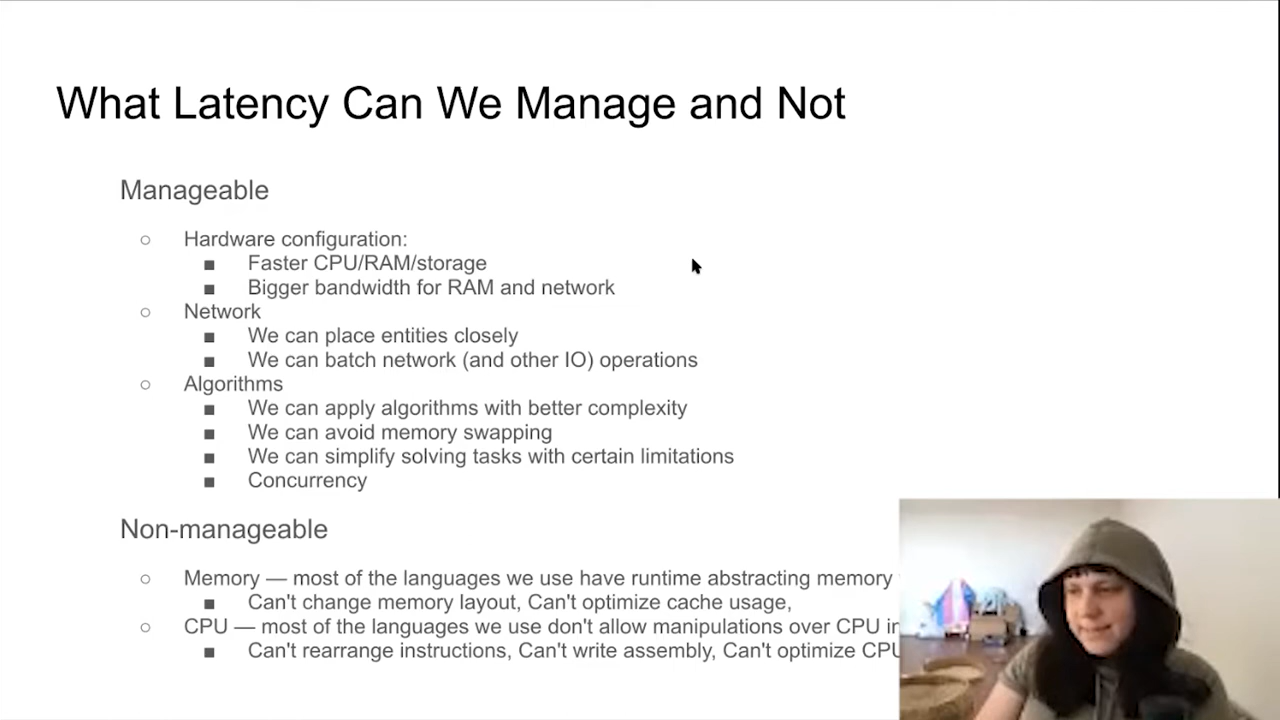 What Latency Can We Manage and Not
Manageable
○ Hardware configuration:
■ Faster CPU/RAM/storage
■ Bigger bandwidth for RAM and network
○ Network
■ We can place entities closely
■ We can batch network (and other IO) operations
○ Algorithms
■ We can apply algorithms with better complexity
■ We can avoid memory swapping
■ We can simplify solving tasks with certain limitations
■ Concurrency
Non-manageable
○ Memory — most of the languages we use have runtime abstracting memory
■ Can't change memory layout, Can't optimize cache usage,
○ CPU — most of the languages we use don't allow manipulations over CPU
■ Can't rearrange instructions, Can't write assembly, Can't optimize CPU